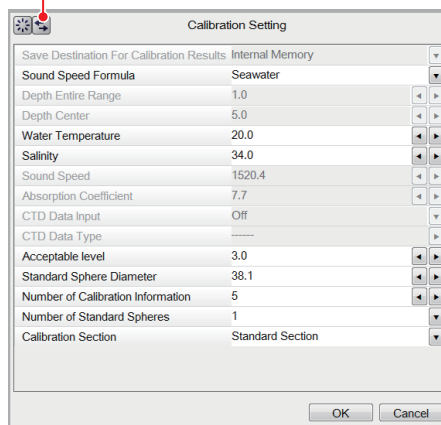 Calibration Setting
Save Destination For Calibration Results Internal Memory
Sound Speed Formula Seawater
Depth Entire Range 1.0
Depth Center 5.0
Water Temperature 20.0
Salinity 34.0
Sound Speed 1520.4
Absorption Coefficient 7.7
CTD Data Input Off
CTD Data Type ------
Acceptable level 3.0
Standard Sphere Diameter 38.1
Number of Calibration Information 5
Number of Standard Spheres 1
Calibration Section Standard Section
OK Cancel